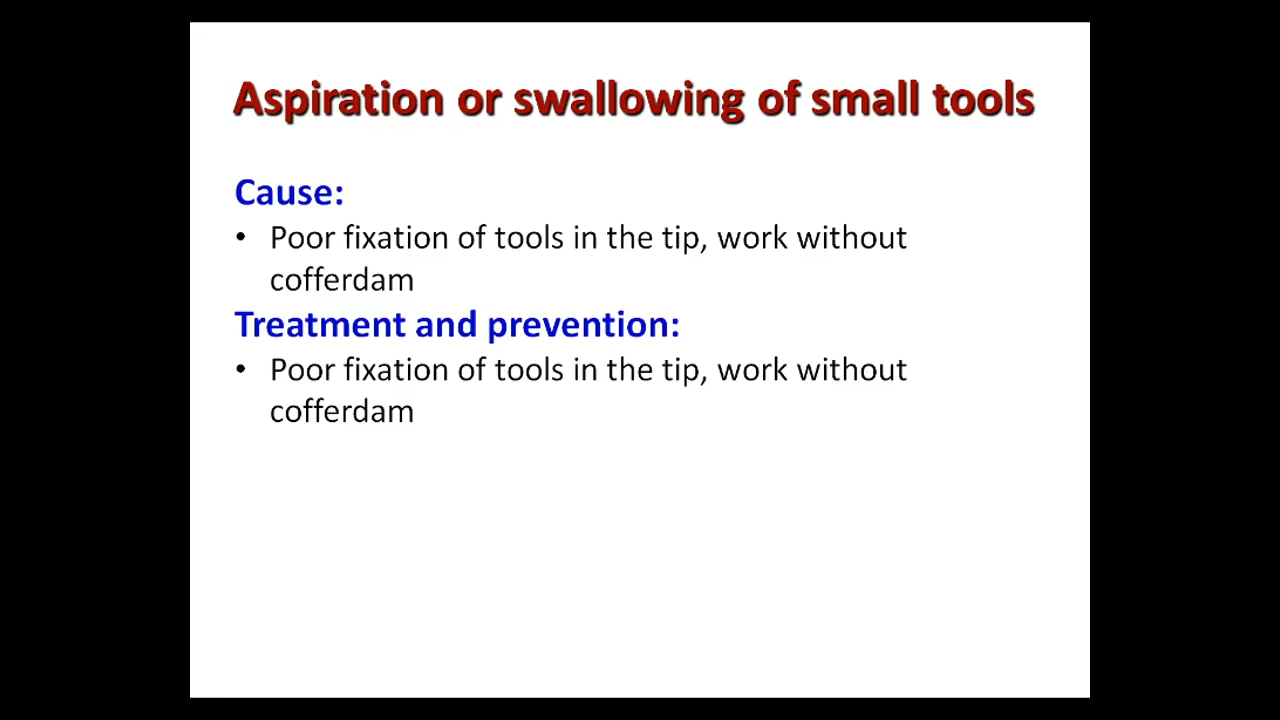 Aspiration or swallowing of small tools
Cause:
• Poor fixation of tools in the tip, work without
cofferdam
Treatment and prevention:
• Poor fixation of tools in the tip, work without
cofferdam